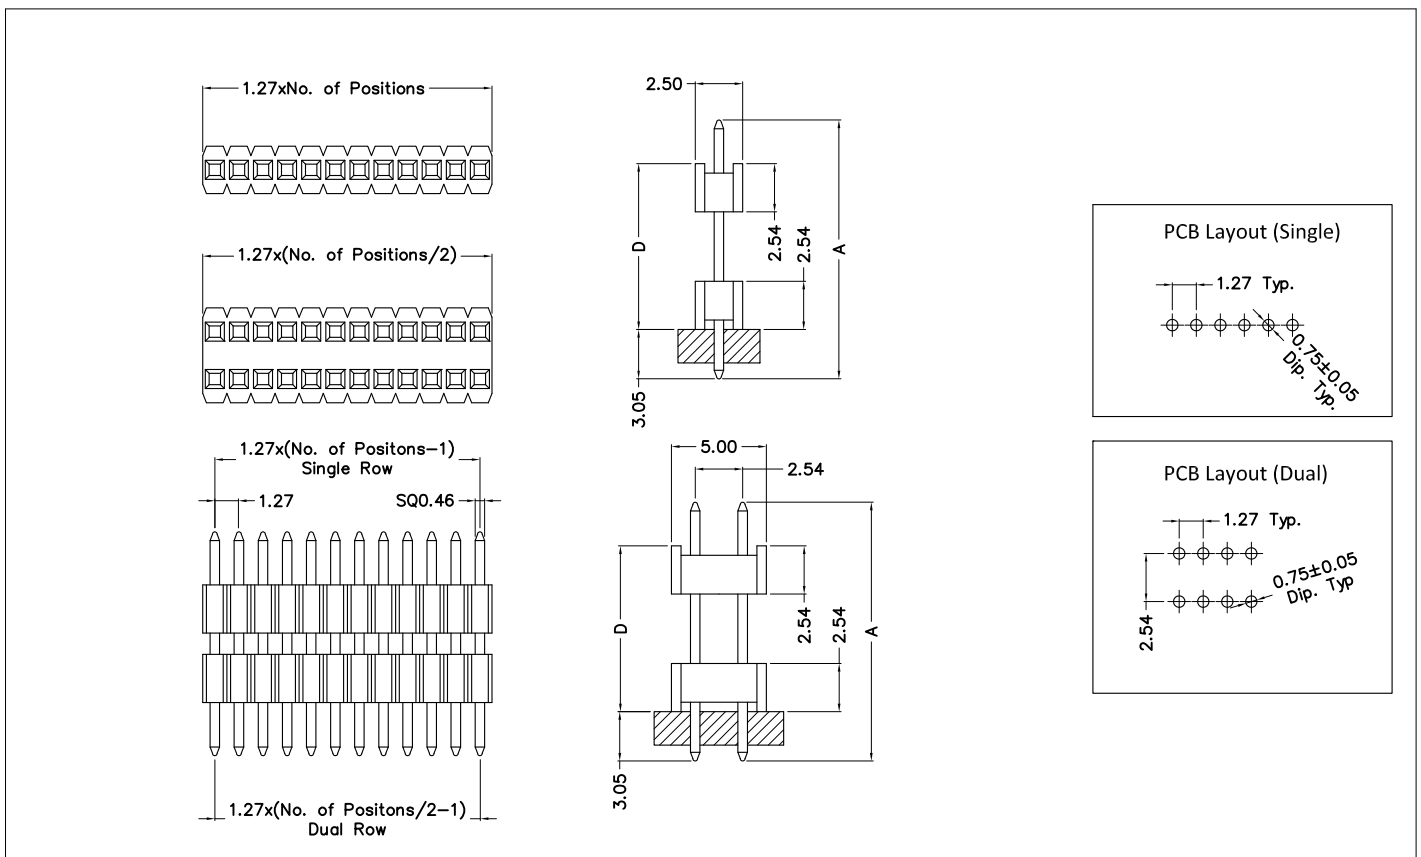 1.27xNo. of Positions
1.27x(No. of Positions/2)
1.27x(No. of Positons-1)
Single Row
1.27
SQ0.46
1.27x(No. of Positons/2-1)
Dual Row
2.50
D
2.54
2.54
A
3.05
5.00
2.54
D
2.54
2.54
A
3.05
PCB Layout (Single)
1.27 Typ.
0.75±0.05
Dip. Typ.
PCB Layout (Dual)
1.27 Typ.
0.75±0.05
Dip. Typ
2.54